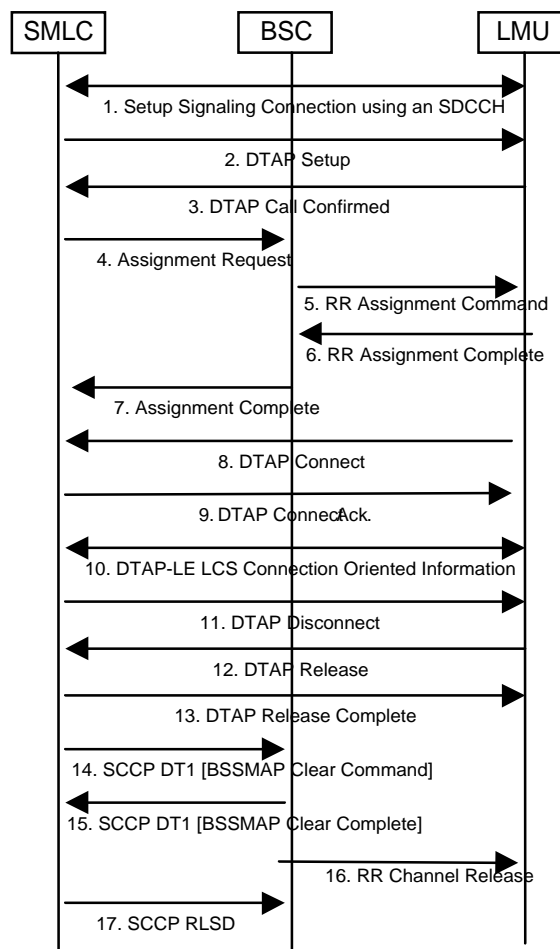 SMLC BSC LMU
1. Setup Signaling Connection using an SDCCH
2. DTAP Setup
3. DTAP Call Confirmed
4. Assignment Request
5. RR Assignment Command
6. RR Assignment Complete
7. Assignment Complete
8. DTAP Connect
9. DTAP Connect Ack.
10. DTAP-LE LCS Connection Oriented Information
11. DTAP Disconnect
12. DTAP Release
13. DTAP Release Complete
14. SCCP DT1 [BSSMAP Clear Command]
15. SCCP DT1 [BSSMAP Clear Complete]
16. RR Channel Release
17. SCCP RLSD